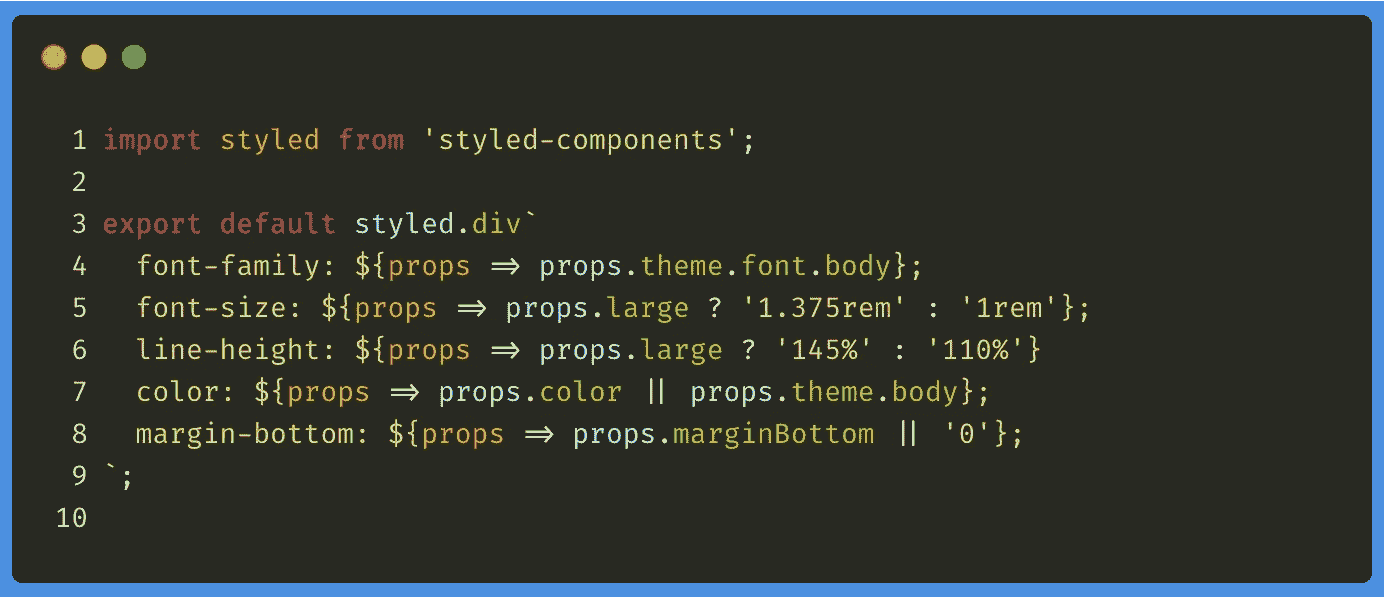 1 import styled from 'styled-components';
2
3 export default styled.div`
4   font-family: ${props => props.theme.font.body};
5   font-size: ${props => props.large ? '1.375rem' : '1rem'};
6   line-height: ${props => props.large ? '145%' : '110%'}
7   color: ${props => props.color || props.theme.body};
8   margin-bottom: ${props => props.marginBottom || '0'};
9 `;
10